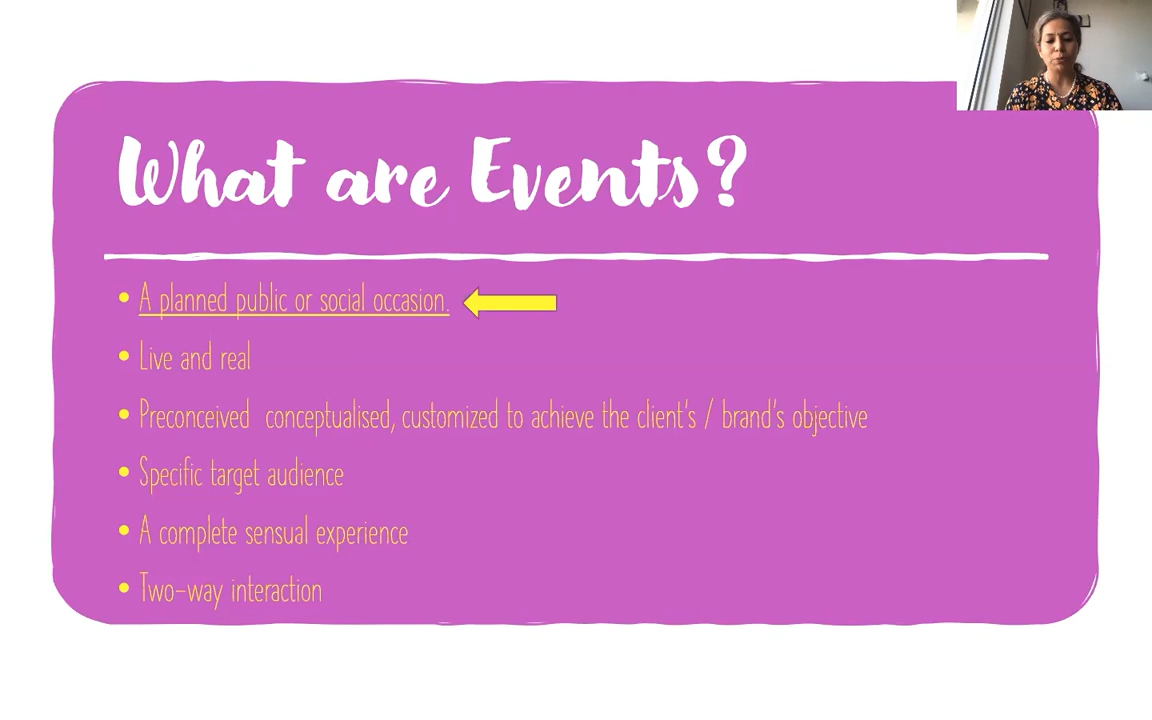 What are Events?
• A planned public or social occasion.
• Live and real
• Preconceived  conceptualised, customized to achieve the client's / brand's objective
• Specific target audience
• A complete sensual experience
• Two-way interaction